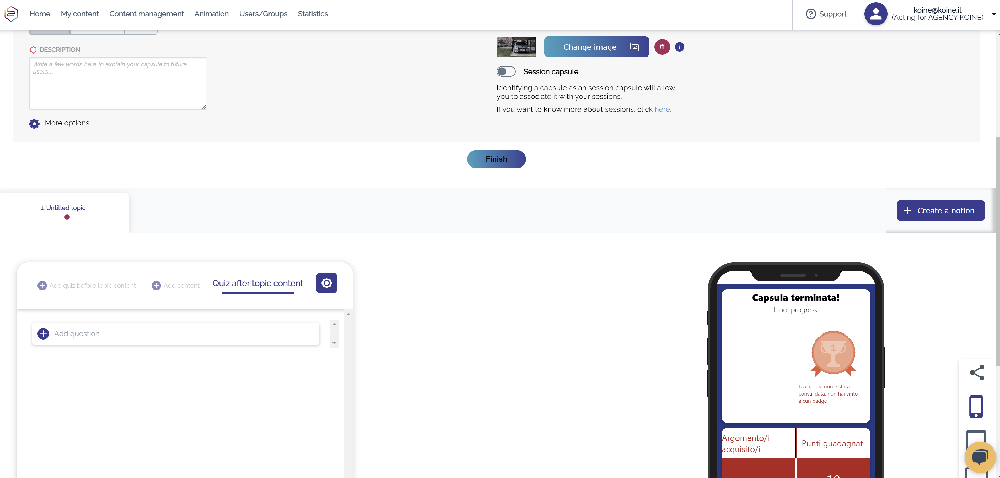 Home My content Content management Animation Users/Groups Statistics
Support
koine@koine.it
(Acting for AGENCY KOINE)
DESCRIPTION
Write a few words here to explain your capsule to future
users...
More options
Change image
Session capsule
Identifying a capsule as an session capsule will allow
you to associate it with your sessions.
If you want to know more about sessions, click here.
Finish
1. Untitled topic
Create a notion
Add quiz before topic content
Add content
Quiz after topic content
Add question
Capsula terminata!
I tuoi progressi
1
La capsula non è stata
convalidata, non hai vinto
alcun badge
Argomento/i
acquisito/i
Punti guadagnati